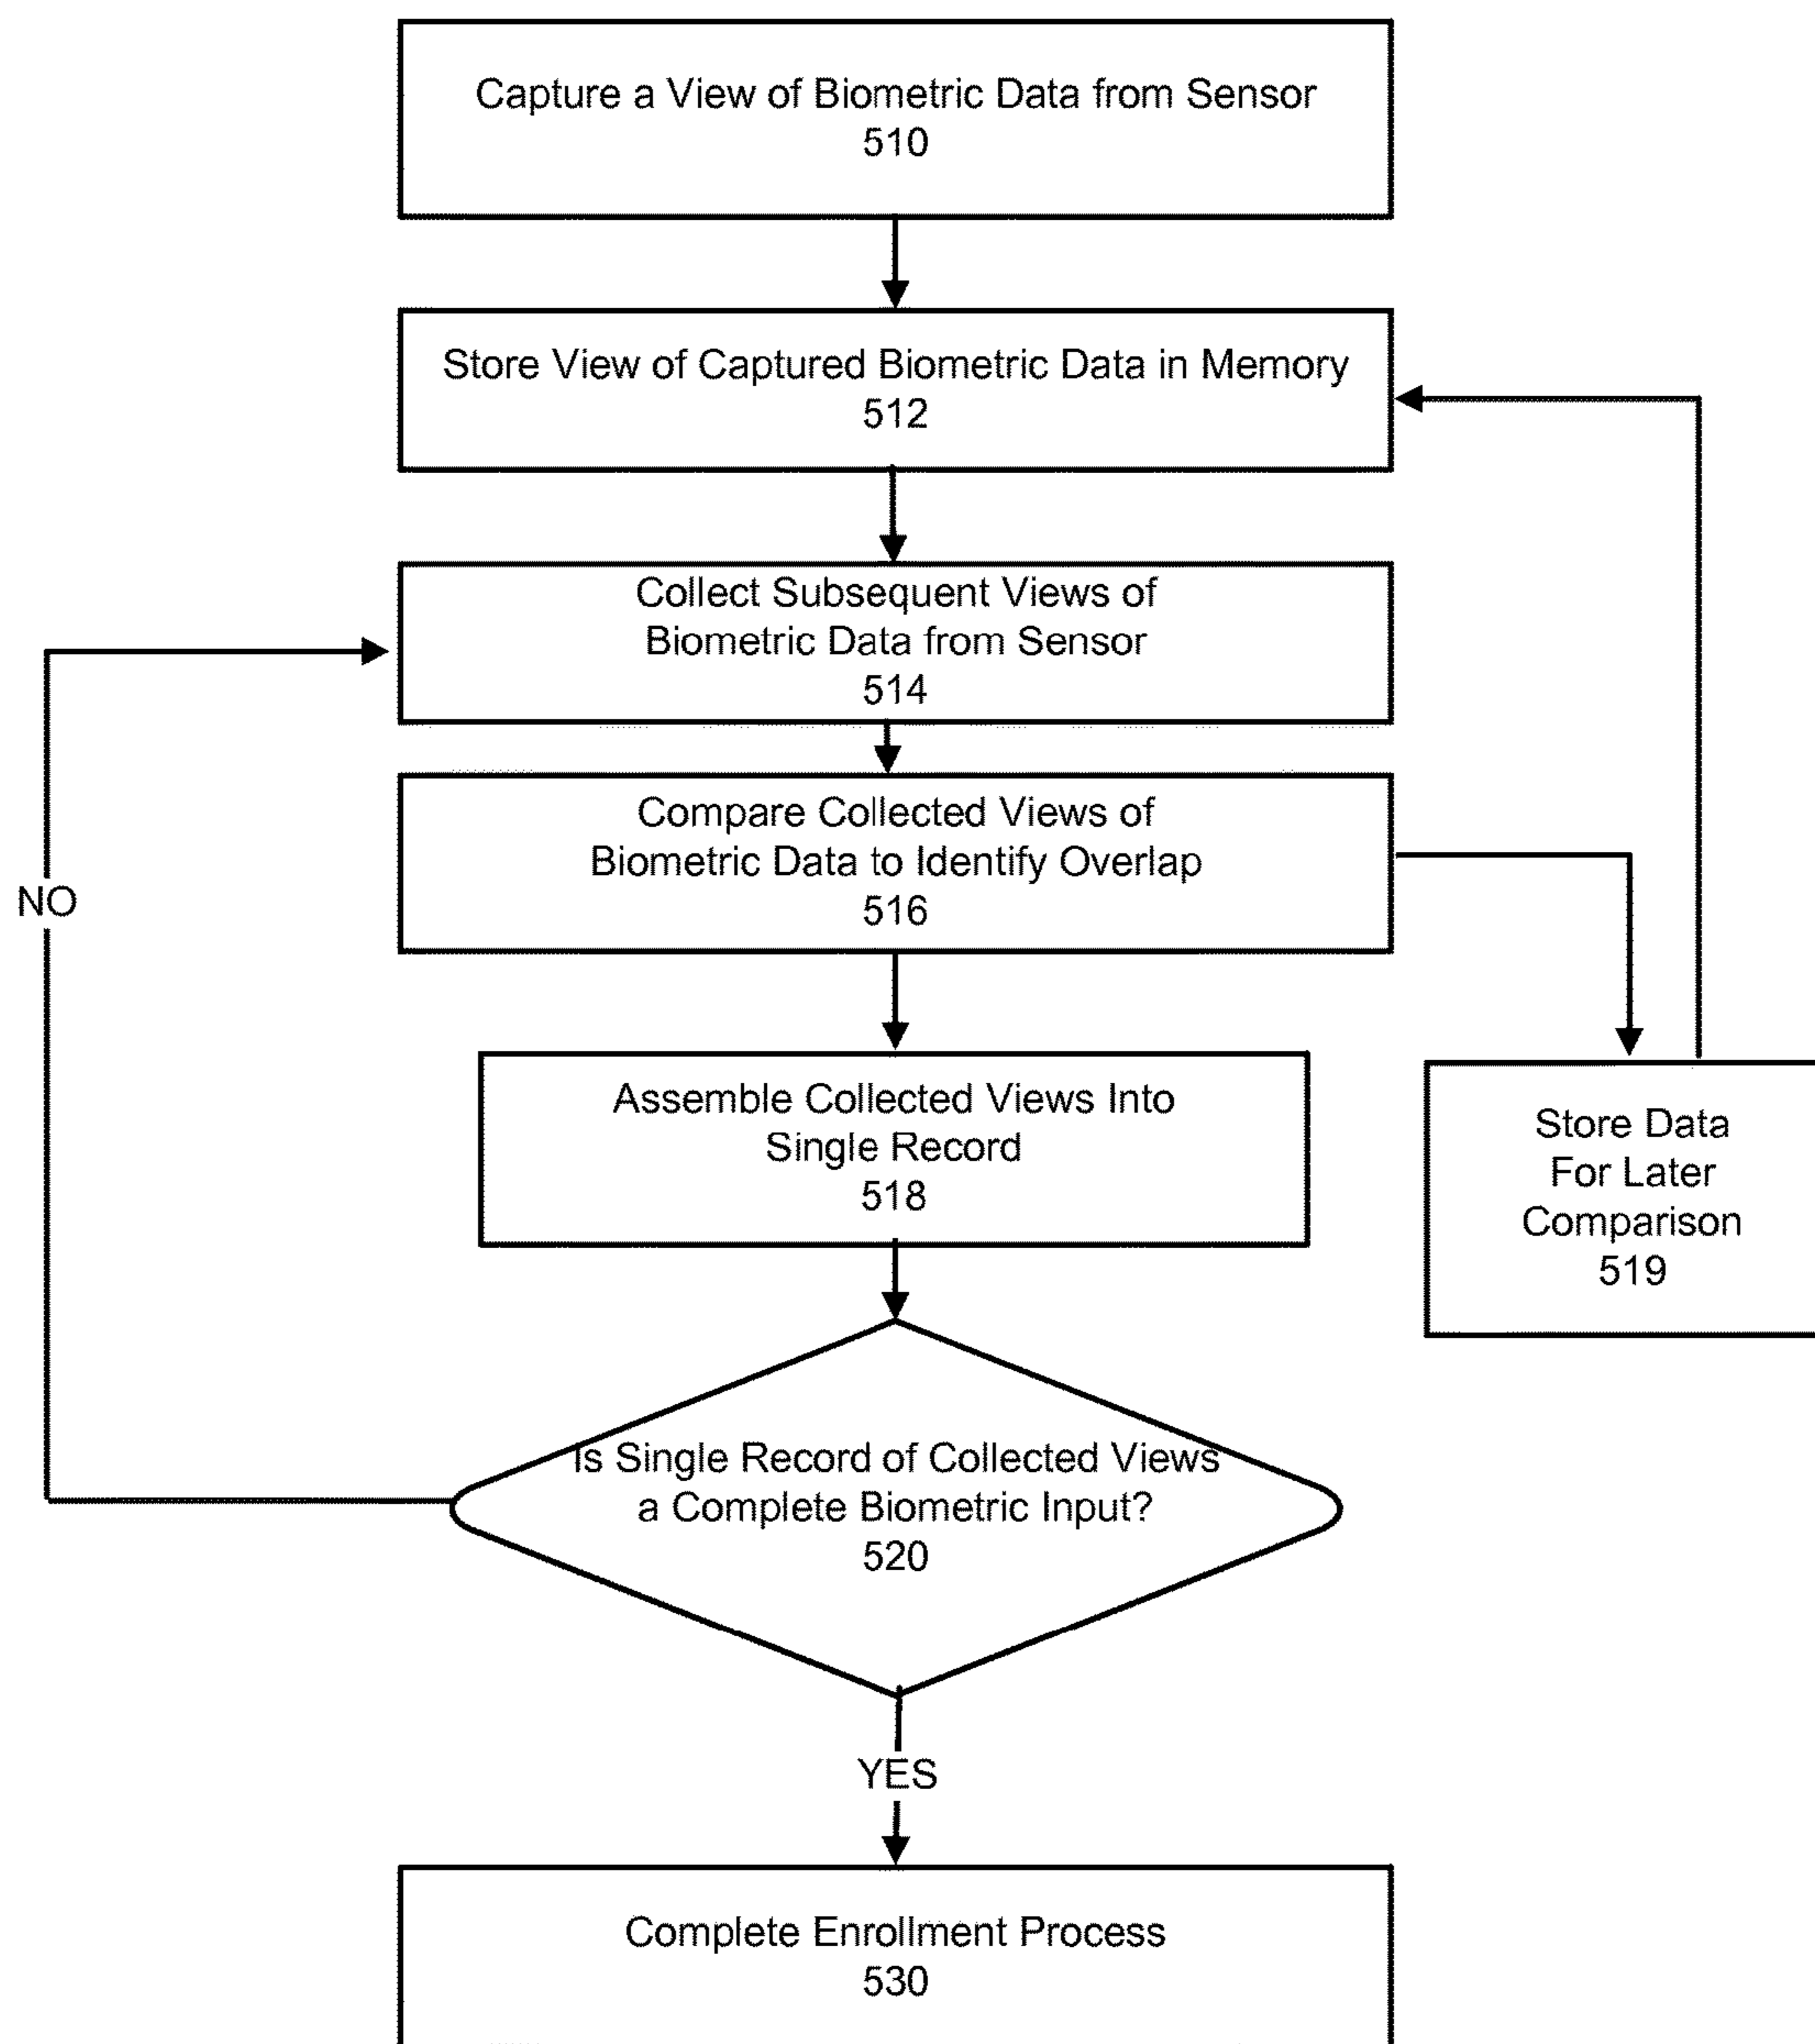 Capture a View of Biometric Data from Sensor
510
Store View of Captured Biometric Data in Memory
512
Collect Subsequent Views of
Biometric Data from Sensor
514
Compare Collected Views of
Biometric Data to Identify Overlap
516
NO
Assemble Collected Views Into
Single Record
518
Store Data
For Later
Comparison
519
Is Single Record of Collected Views
a Complete Biometric Input?
520
YES
Complete Enrollment Process
530